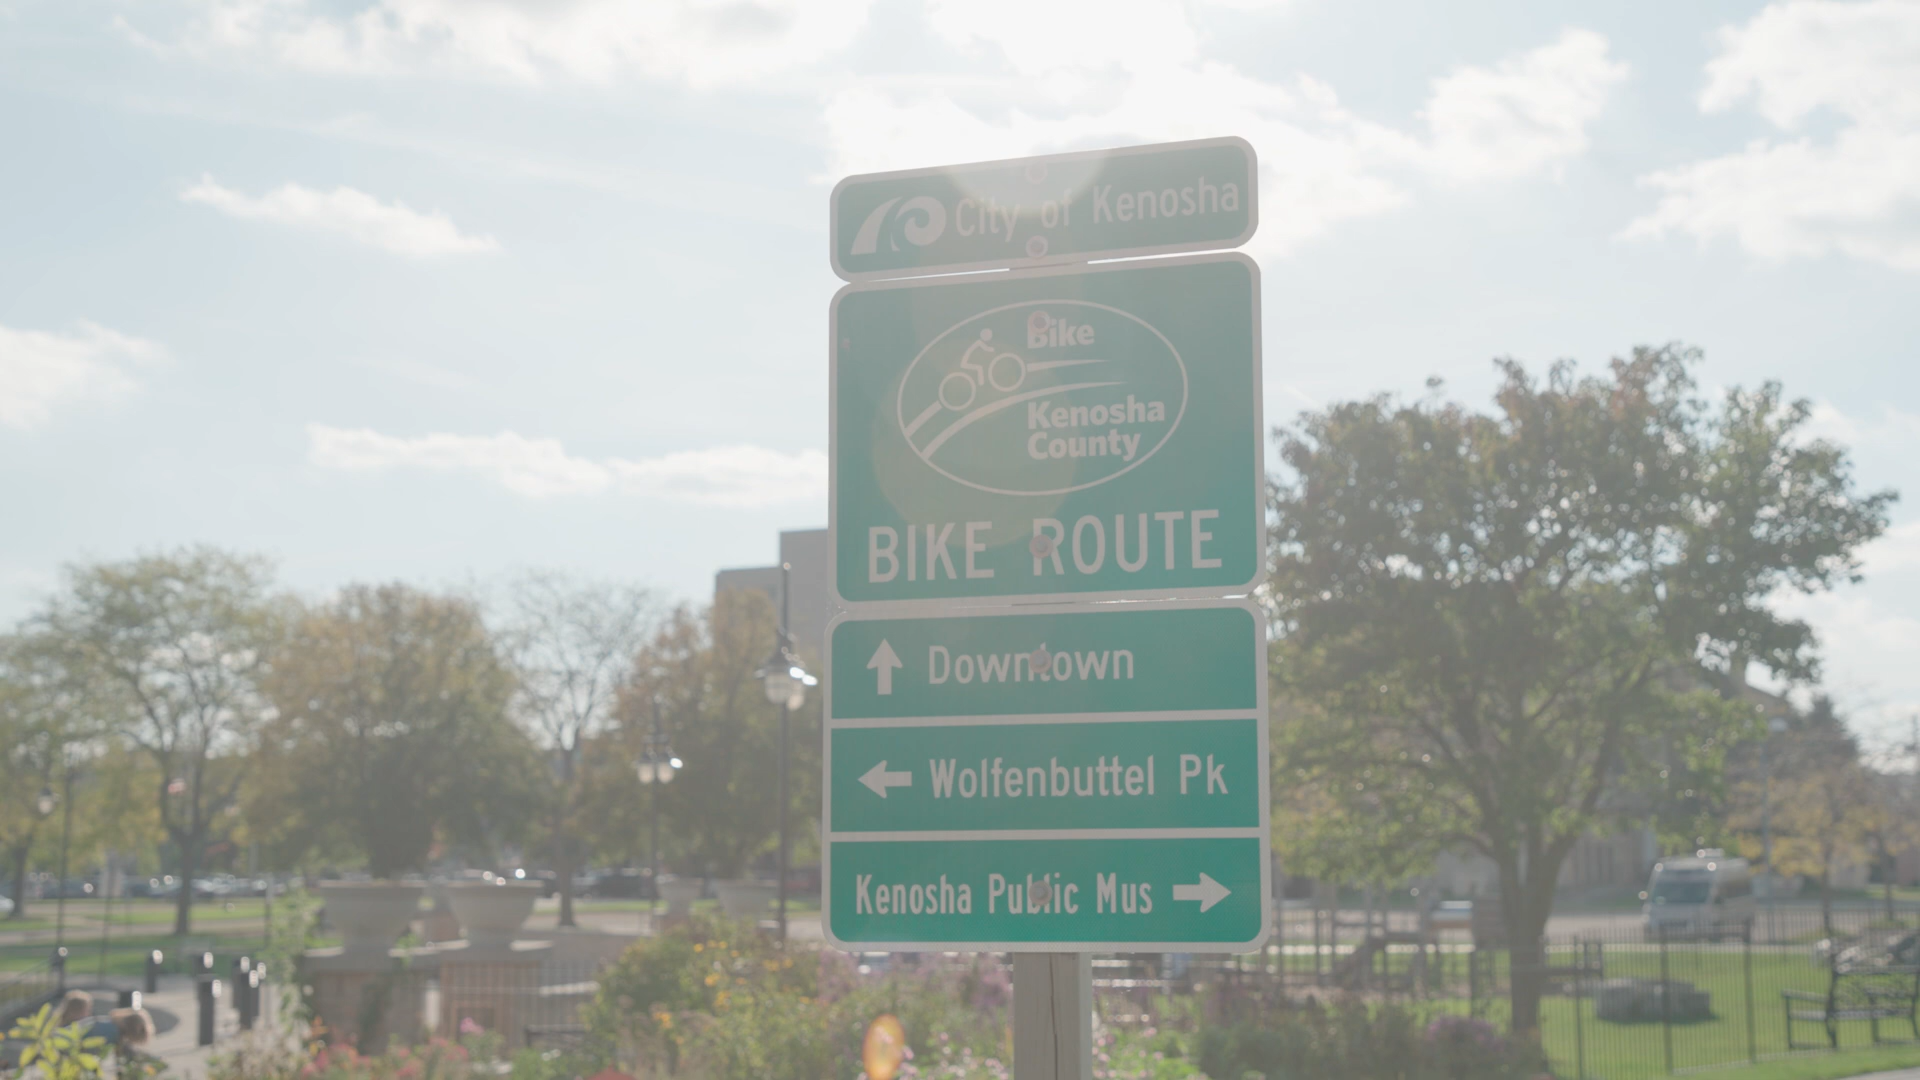 City of Kenosha
Bike
Kenosha
County
BIKE ROUTE
Downtown
Wolfenbuttel Pk
Kenosha Public Mus